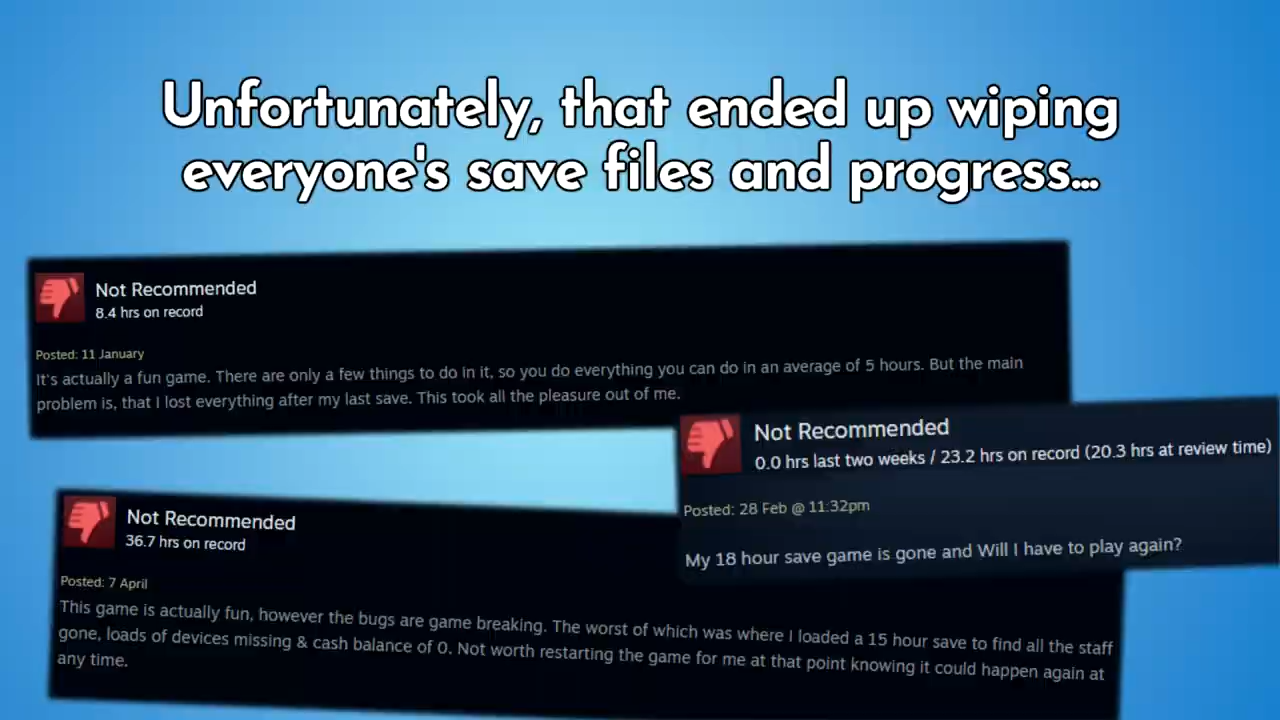 Unfortunately, that ended up wiping
everyone's save files and progress...
Not Recommended
8.4 hrs on record
Posted: 11 January
It's actually a fun game. There are only a few things to do in it, so you do everything you can do in an average of 5 hours. But the main
problem is, that I lost everything after my last save. This took all the pleasure out of me.
Not Recommended
0.0 hrs last two weeks / 23.2 hrs on record (20.3 hrs at review time)
Posted: 28 Feb @ 11:32pm
My 18 hour save game is gone and Will I have to play again?
Not Recommended
36.7 hrs on record
Posted: 7 April
This game is actually fun, however the bugs are game breaking. The worst of which was where I loaded a 15 hour save to find all the staff
gone, loads of devices missing & cash balance of 0. Not worth restarting the game for me at that point knowing it could happen again at
any time.